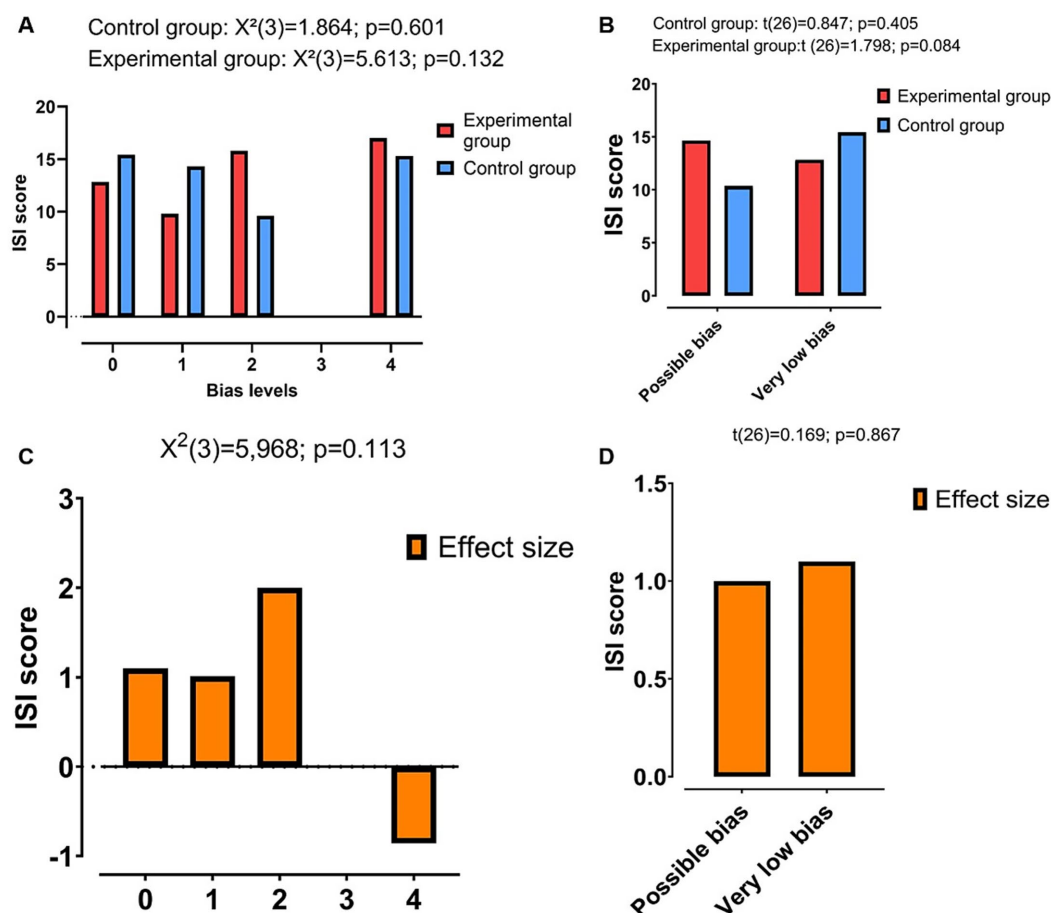 A
Control group: X²(3)=1.864; p=0.601
Experimental group: X²(3)=5.613; p=0.132
20
15
10
5
0
ISI score
Experimental
group
Control group
0 1 2 3 4
Bias levels
B
Control group: t(26)=0.847; p=0.405
Experimental group:t (26)=1.798; p=0.084
20
15
10
5
0
ISI score
Experimental group
Control group
Possible bias
Very low bias
C
X²(3)=5,968; p=0.113
3
2
1
0
-1
ISI score
Effect size
0 1 2 3 4
D
t(26)=0.169; p=0.867
1.5
1.0
0.5
0.0
ISI score
Effect size
Possible bias
Very low bias